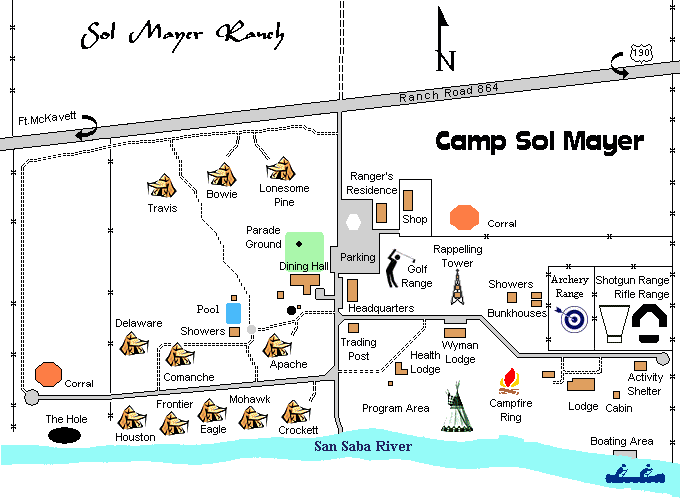 Sol Mayer Ranch
N
190
Ranch Road 864
Ft.McKavett
Camp Sol Mayer
Ranger's
Residence
Shop
Corral
Travis
Bowie
Lonesome
Pine
Parade
Ground
Dining Hall
Parking
Golf
Range
Rappelling
Tower
Showers
Bunkhouses
Archery
Range
Shotgun Range
Rifle Range
Headquarters
Pool
Showers
Delaware
Comanche
Apache
Trading
Post
Health
Lodge
Wyman
Lodge
Corral
The Hole
Houston
Frontier
Eagle
Mohawk
Crockett
Program Area
Campfire
Ring
Lodge
Cabin
Activity
Shelter
Boating Area
San Saba River